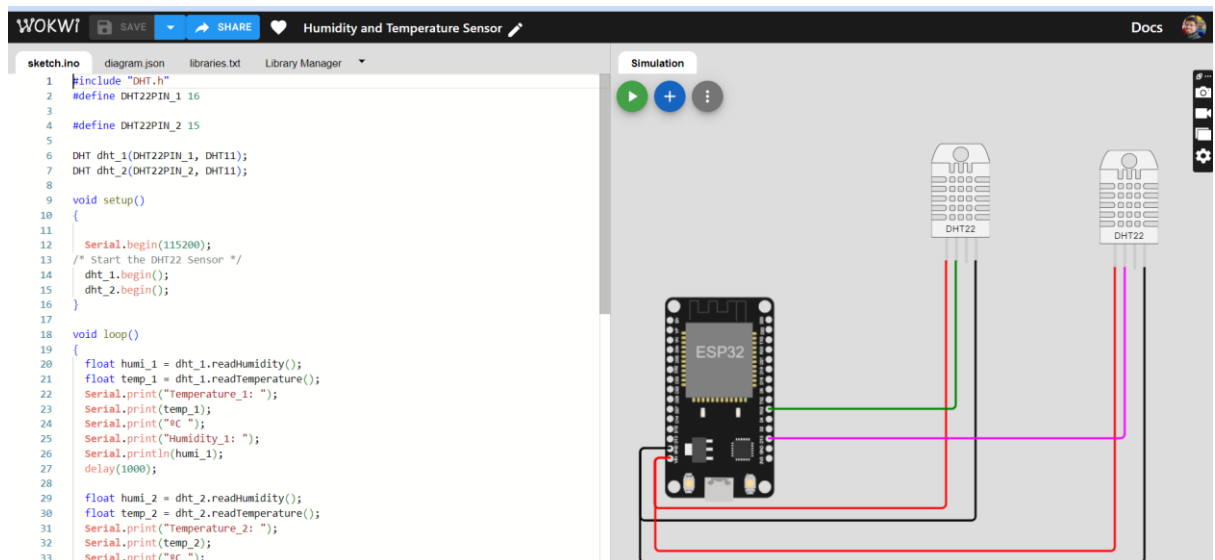 WOKWi SAVE SHARE Humidity and Temperature Sensor Docs
sketch.ino diagram.json libraries.txt Library Manager
Simulation
1 #include "DHT.h"
2 #define DHT22PIN_1 16
3
4 #define DHT22PIN_2 15
5
6 DHT dht_1(DHT22PIN_1, DHT11);
7 DHT dht_2(DHT22PIN_2, DHT11);
8
9 void setup()
10 {
11
12 Serial.begin(115200);
13 /* Start the DHT22 Sensor */
14 dht_1.begin();
15 dht_2.begin();
16 }
17
18 void loop()
19 {
20 float humi_1 = dht_1.readHumidity();
21 float temp_1 = dht_1.readTemperature();
22 Serial.print("Temperature_1: ");
23 Serial.print(temp_1);
24 Serial.print("ºC ");
25 Serial.print("Humidity_1: ");
26 Serial.println(humi_1);
27 delay(1000);
28
29 float humi_2 = dht_2.readHumidity();
30 float temp_2 = dht_2.readTemperature();
31 Serial.print("Temperature_2: ");
32 Serial.print(temp_2);
33 Serial.print("ºC ");
DHT22
DHT22
ESP32